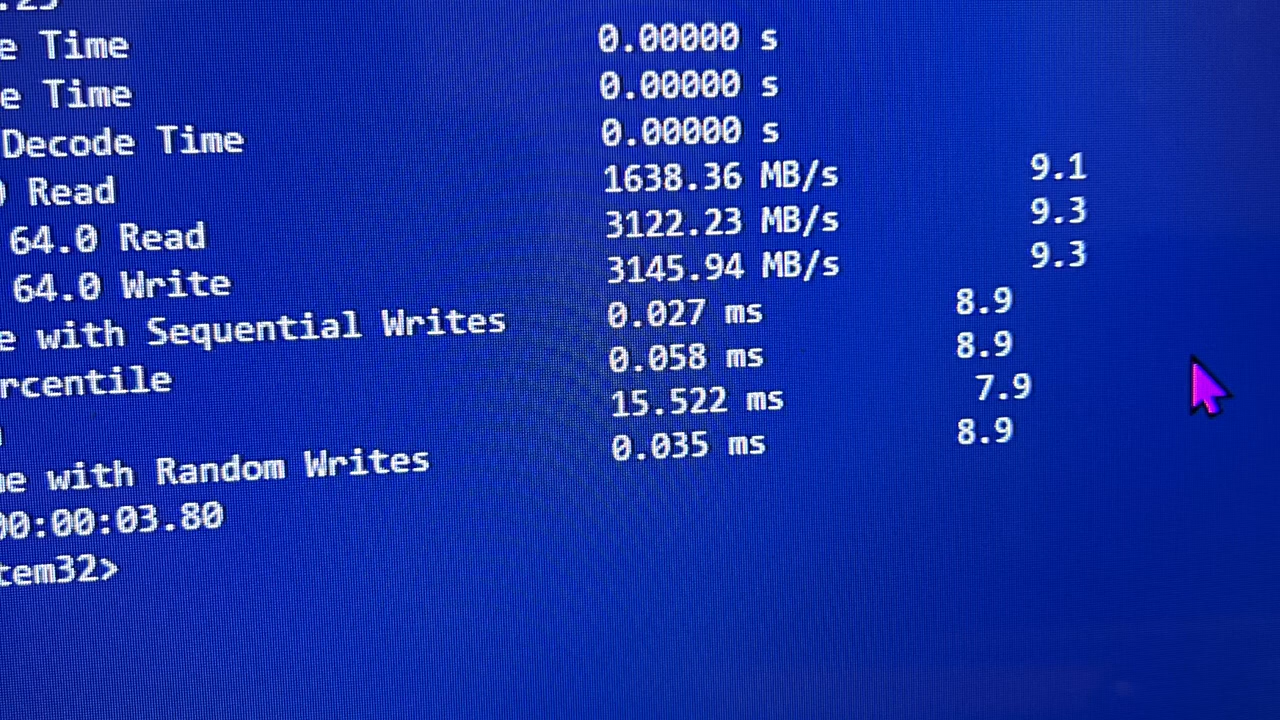 e Time 0.00000 s
e Time 0.00000 s
Decode Time 0.00000 s
0 Read 1638.36 MB/s 9.1
64.0 Read 3122.23 MB/s 9.3
64.0 Write 3145.94 MB/s 9.3
e with Sequential Writes 0.027 ms 8.9
rcentile 0.058 ms 8.9
15.522 ms 7.9
me with Random Writes 0.035 ms 8.9
00:00:03.80
tem32>